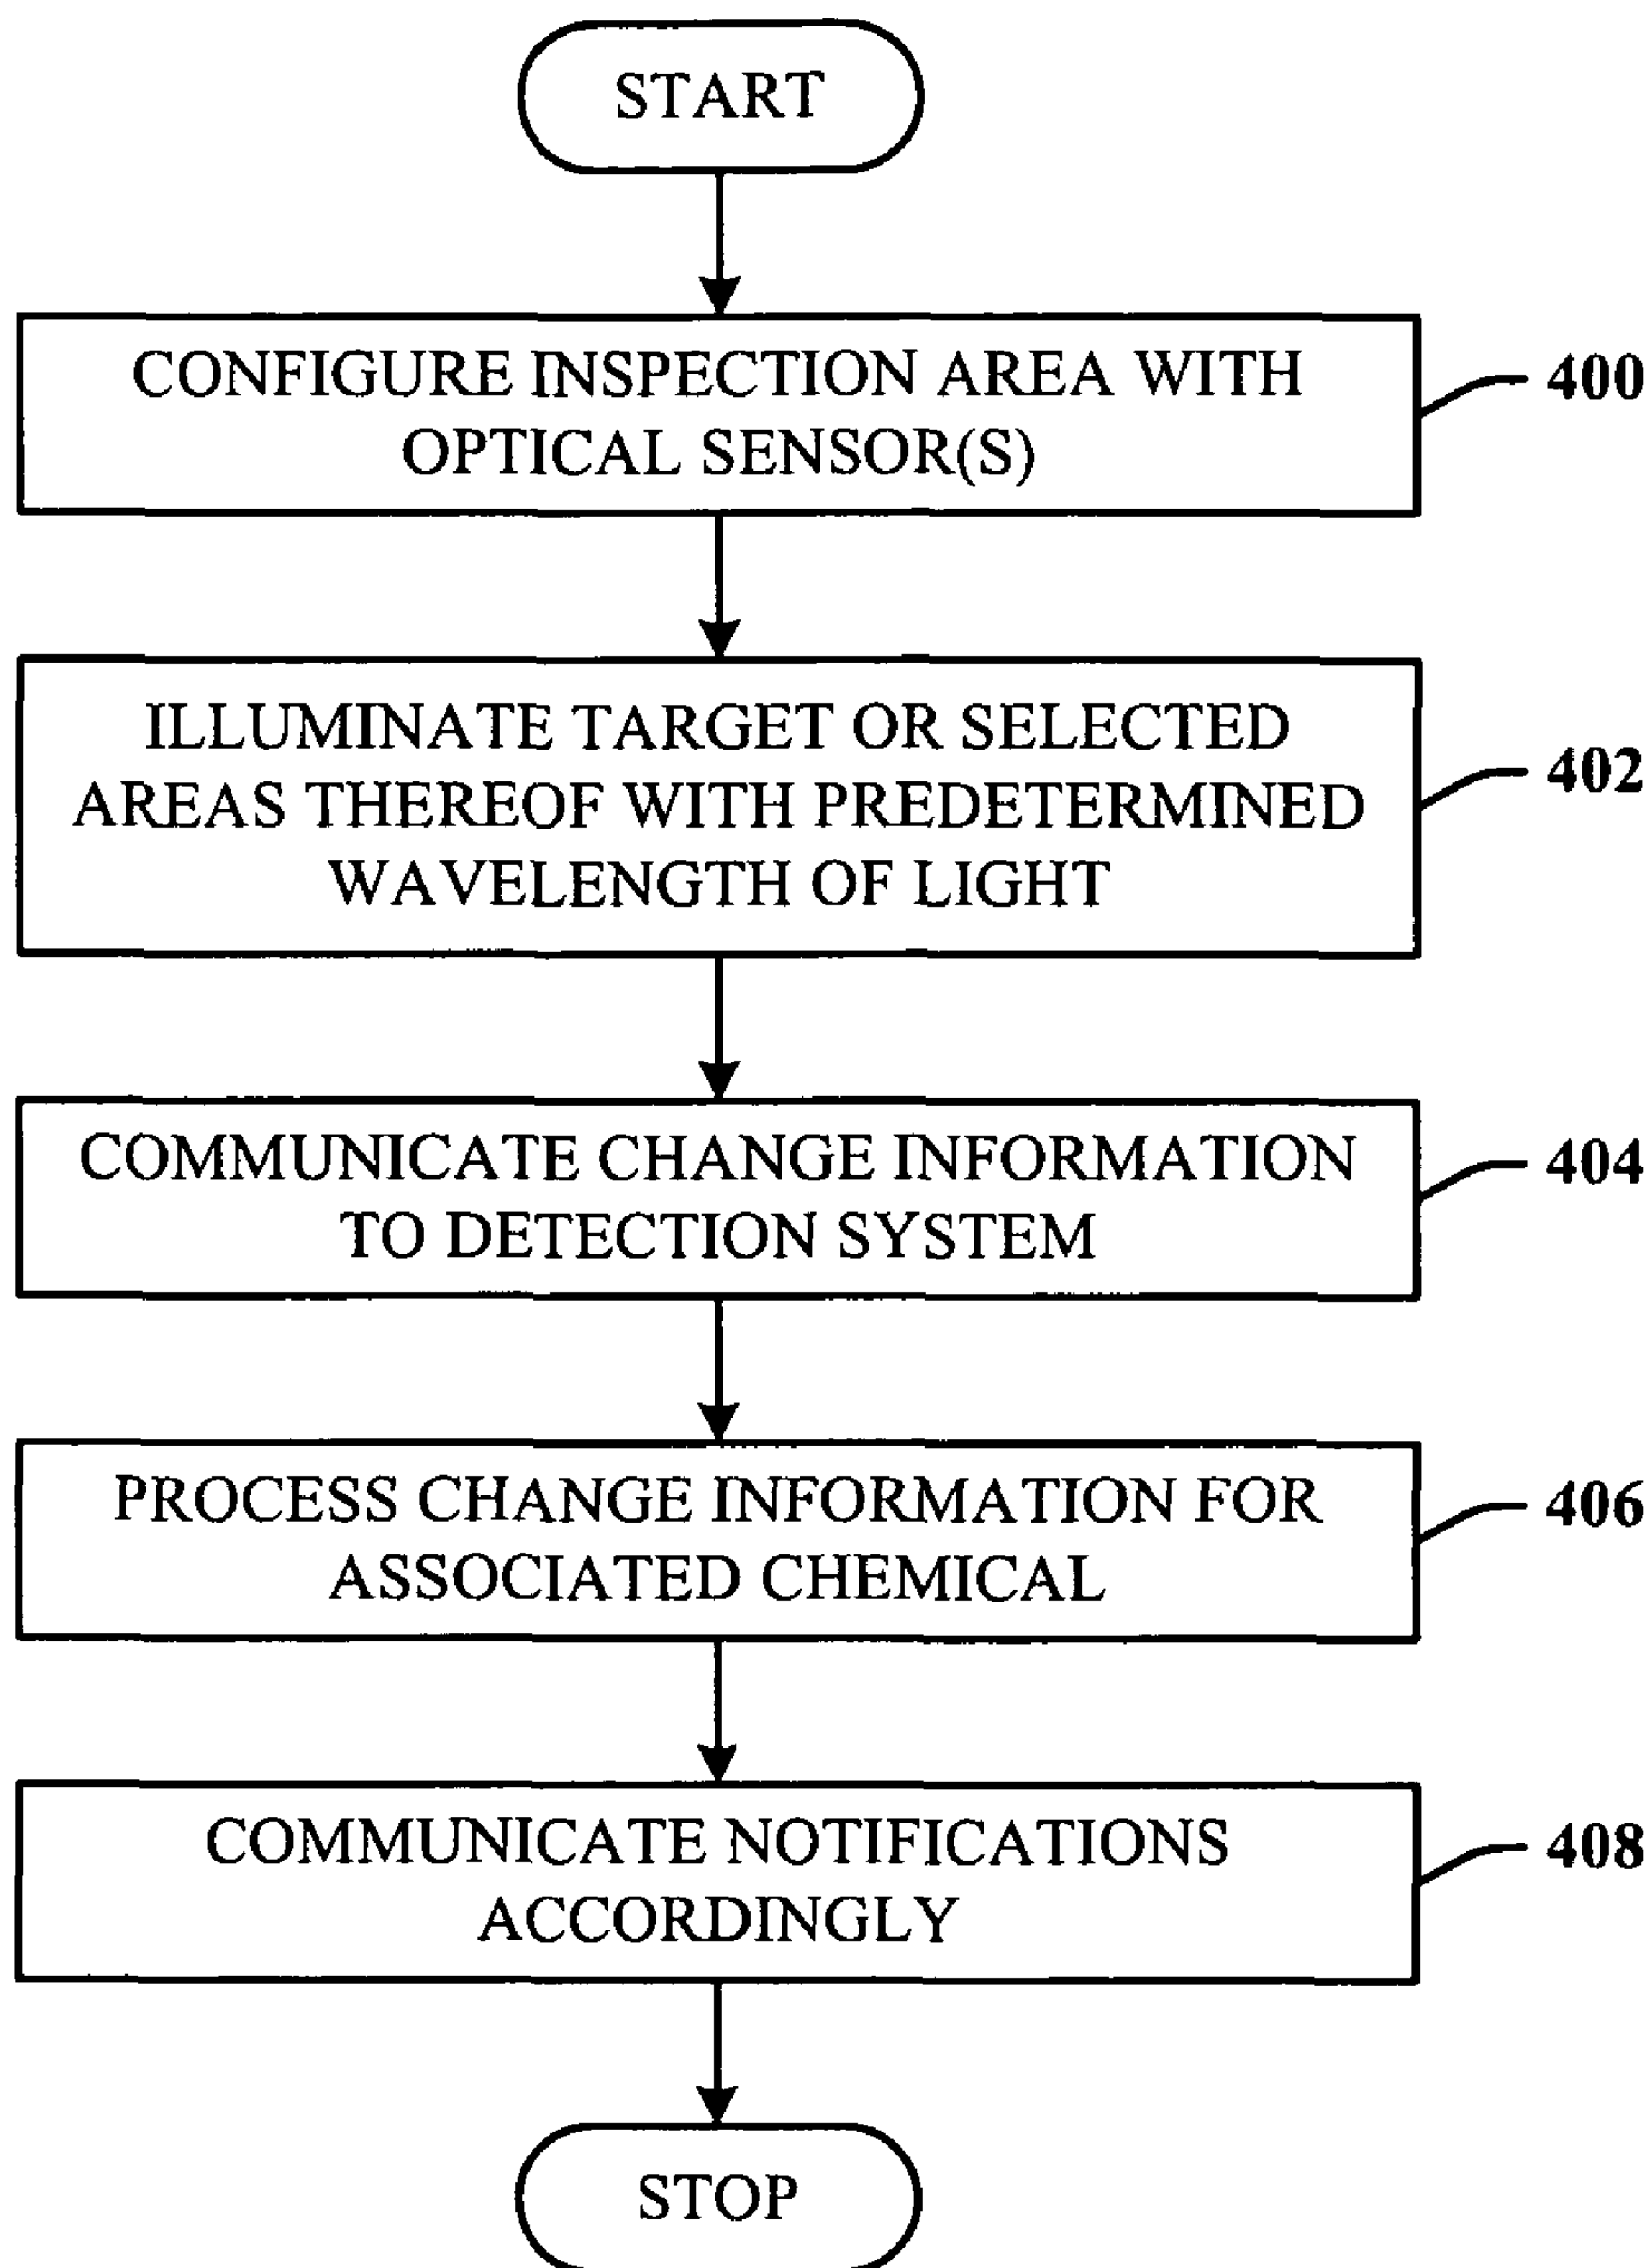 START
CONFIGURE INSPECTION AREA WITH
OPTICAL SENSOR(S)
400
ILLUMINATE TARGET OR SELECTED
AREAS THEREOF WITH PREDETERMINED
WAVELENGTH OF LIGHT
402
COMMUNICATE CHANGE INFORMATION
TO DETECTION SYSTEM
404
PROCESS CHANGE INFORMATION FOR
ASSOCIATED CHEMICAL
406
COMMUNICATE NOTIFICATIONS
ACCORDINGLY
408
STOP